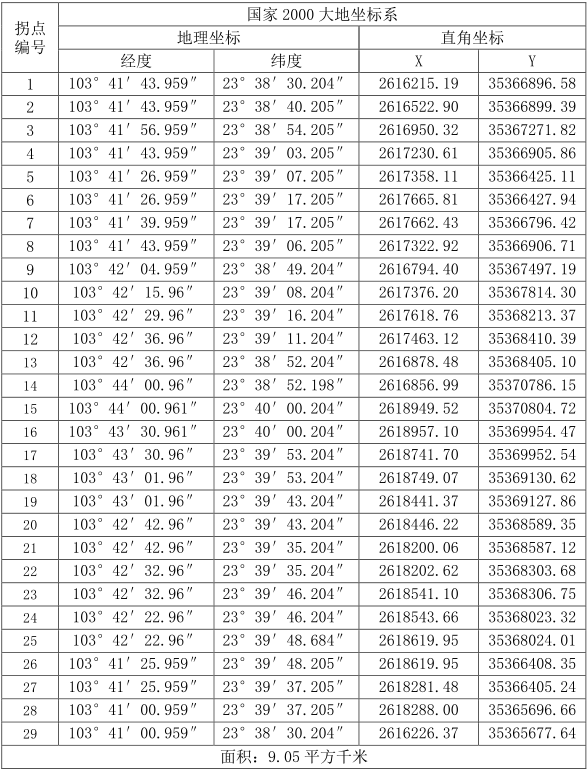 国家2000大地坐标系
拐点编号 地理坐标 直角坐标
经度 纬度 X Y
1 103°41′43.959″ 23°38′30.204″ 2616215.19 35366896.58
2 103°41′43.959″ 23°38′40.205″ 2616522.90 35366899.39
3 103°41′56.959″ 23°38′54.205″ 2616950.32 35367271.82
4 103°41′43.959″ 23°39′03.205″ 2617230.61 35366905.86
5 103°41′26.959″ 23°39′07.205″ 2617358.11 35366425.11
6 103°41′26.959″ 23°39′17.205″ 2617665.81 35366427.94
7 103°41′39.959″ 23°39′17.205″ 2617662.43 35366796.42
8 103°41′43.959″ 23°39′06.205″ 2617322.92 35366906.71
9 103°42′04.959″ 23°38′49.204″ 2616794.40 35367497.19
10 103°42′15.96″ 23°39′08.204″ 2617376.20 35367814.30
11 103°42′29.96″ 23°39′16.204″ 2617618.76 35368213.37
12 103°42′36.96″ 23°39′11.204″ 2617463.12 35368410.39
13 103°42′36.96″ 23°38′52.204″ 2616878.48 35368405.10
14 103°44′00.96″ 23°38′52.198″ 2616856.99 35370786.15
15 103°44′00.961″ 23°40′00.204″ 2618949.52 35370804.72
16 103°43′30.961″ 23°40′00.204″ 2618957.10 35369954.47
17 103°43′30.96″ 23°39′53.204″ 2618741.70 35369952.54
18 103°43′01.96″ 23°39′53.204″ 2618749.07 35369130.62
19 103°43′01.96″ 23°39′43.204″ 2618441.37 35369127.86
20 103°42′42.96″ 23°39′43.204″ 2618446.22 35368589.35
21 103°42′42.96″ 23°39′35.204″ 2618200.06 35368587.12
22 103°42′32.96″ 23°39′35.204″ 2618202.62 35368303.68
23 103°42′32.96″ 23°39′46.204″ 2618541.10 35368306.75
24 103°42′22.96″ 23°39′46.204″ 2618543.66 35368023.32
25 103°42′22.96″ 23°39′48.684″ 2618619.95 35368024.01
26 103°41′25.959″ 23°39′48.205″ 2618619.95 35366408.35
27 103°41′25.959″ 23°39′37.205″ 2618281.48 35366405.24
28 103°41′00.959″ 23°39′37.205″ 2618288.00 35365696.66
29 103°41′00.959″ 23°38′30.204″ 2616226.37 35365677.64
面积：9.05平方千米